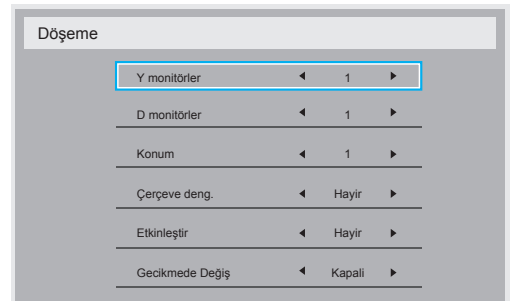 Döşeme
Y monitörler 1
D monitörler 1
Konum 1
Çerçeve deng. Hayir
Etkinleştir Hayir
Gecikmede Değiş Kapali